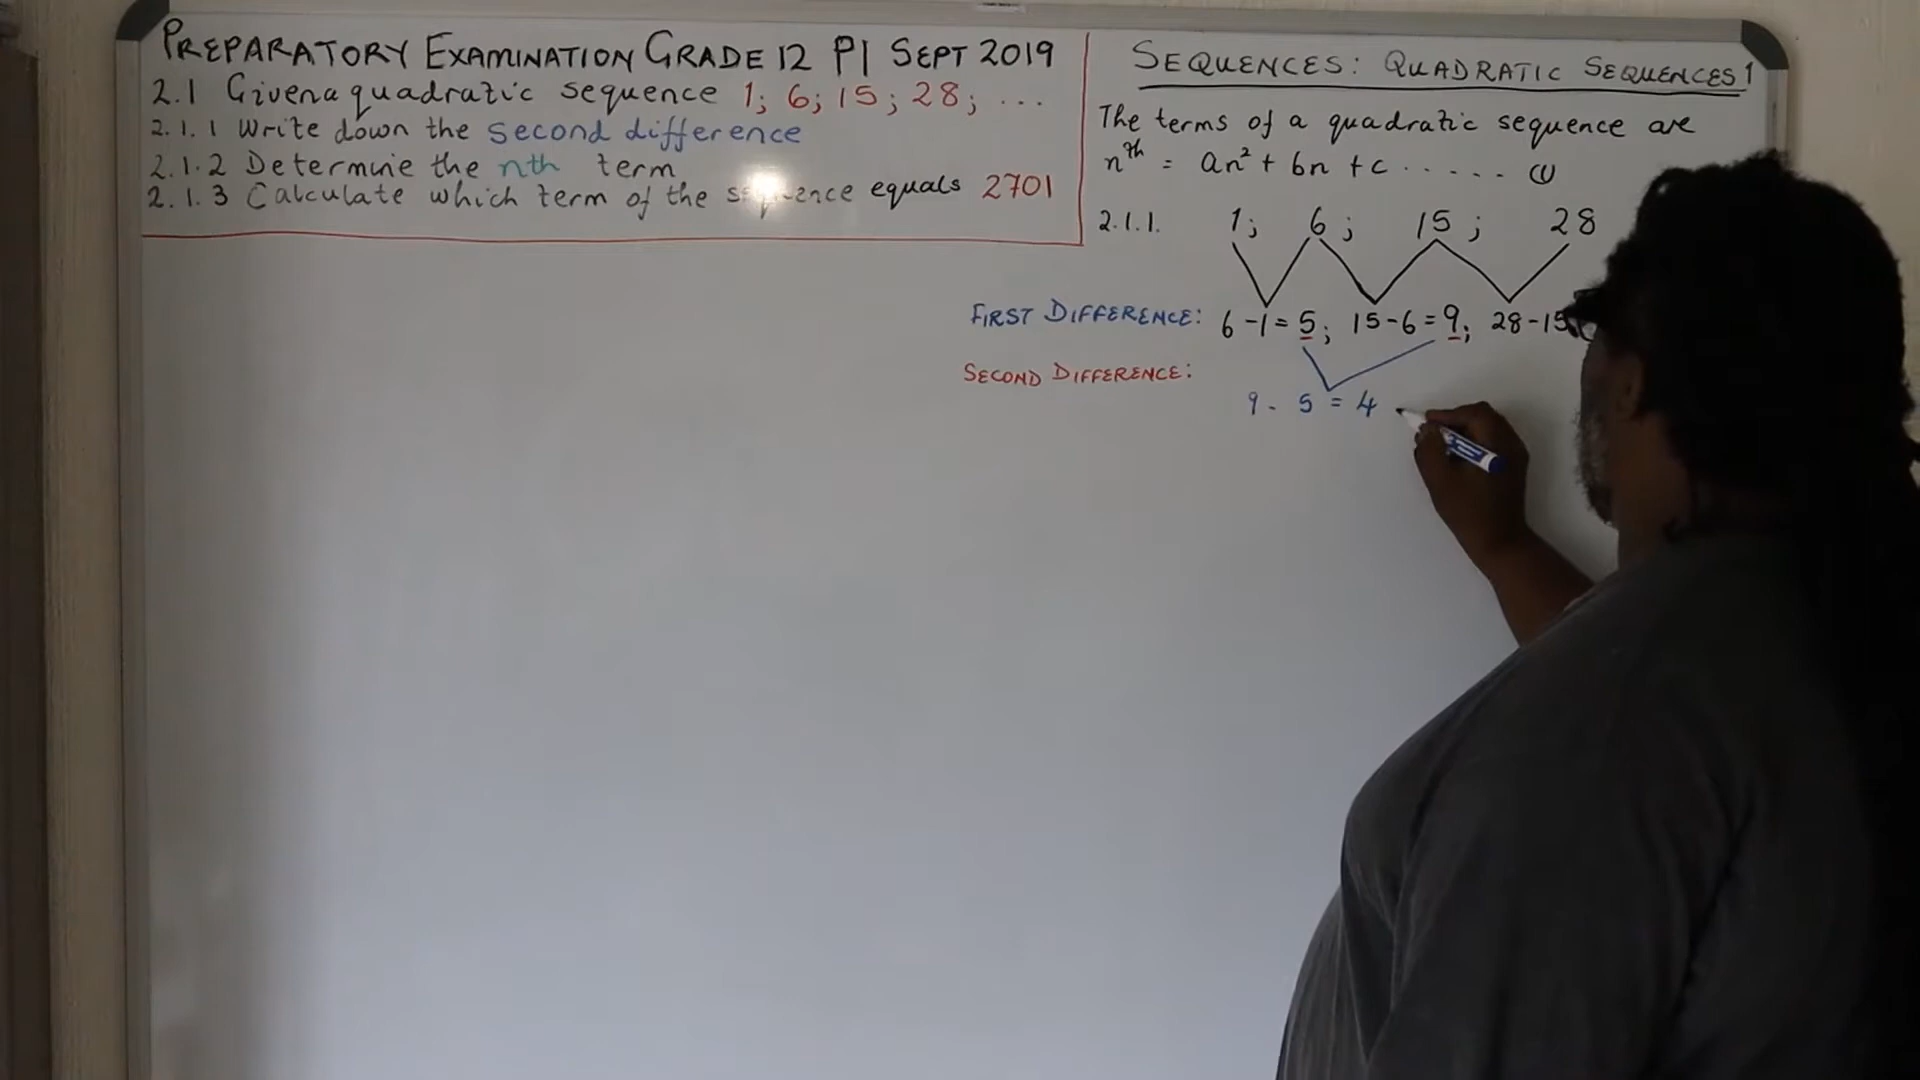 PREPARATORY EXAMINATION GRADE 12 P1 SEPT 2019
2.1 Given a quadratic sequence 1; 6; 15; 28; ...
2.1.1 Write down the second difference
2.1.2 Determine the nth term
2.1.3 Calculate which term of the sequence equals 2701
SEQUENCES: QUADRATIC SEQUENCES 1
The terms of a quadratic sequence are
nᵗʰ = an² + bn + c ..... (1)
2.1.1. 1; 6; 15; 28
FIRST DIFFERENCE: 6 - 1 = 5; 15 - 6 = 9; 28 - 15
SECOND DIFFERENCE:
9 - 5 = 4